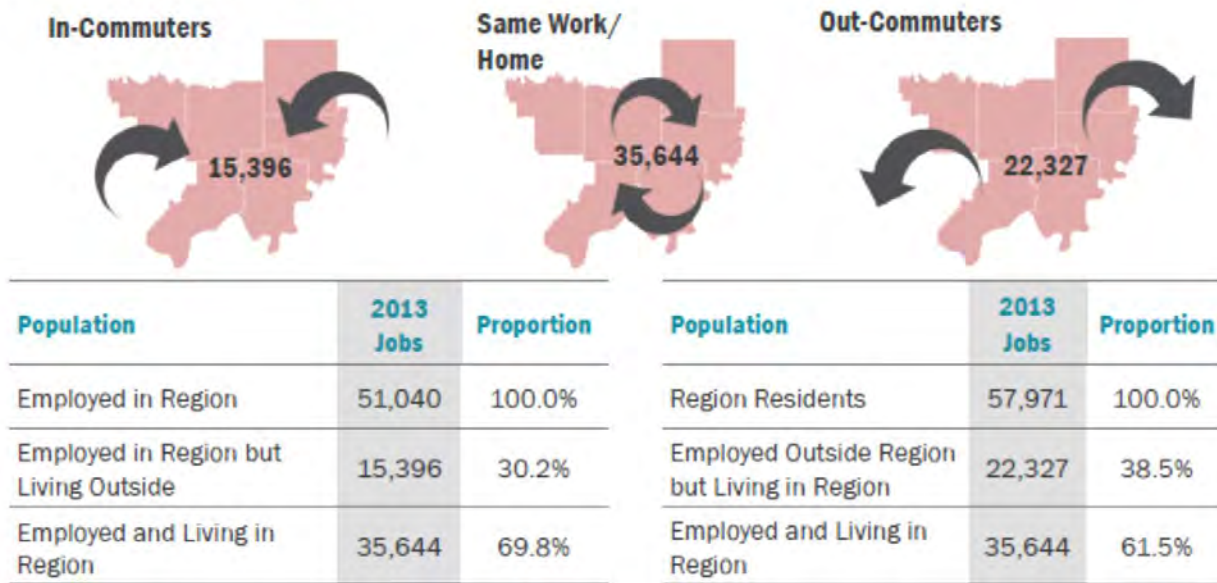 In-Commuters
15,396
Same Work/
Home
35,644
Out-Commuters
22,327
Population
2013
Jobs
Proportion
Employed in Region 51,040 100.0%
Employed in Region but
Living Outside
15,396 30.2%
Employed and Living in
Region
35,644 69.8%
Population
2013
Jobs
Proportion
Region Residents 57,971 100.0%
Employed Outside Region
but Living in Region
22,327 38.5%
Employed and Living in
Region
35,644 61.5%